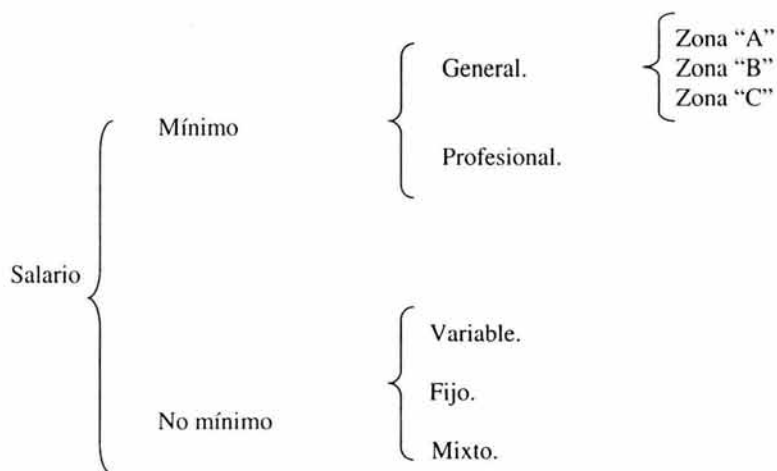 Salario
Mínimo
General.
Zona “A”
Zona “B”
Zona “C”
Profesional.
No mínimo
Variable.
Fijo.
Mixto.